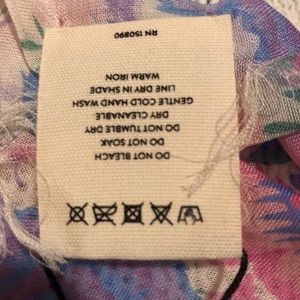 DO NOT BLEACH
DO NOT SOAK
DO NOT TUMBLE DRY
DRY CLEANABLE
GENTLE COLD HAND WASH
LINE DRY IN SHADE
WARM IRON
RN 150890